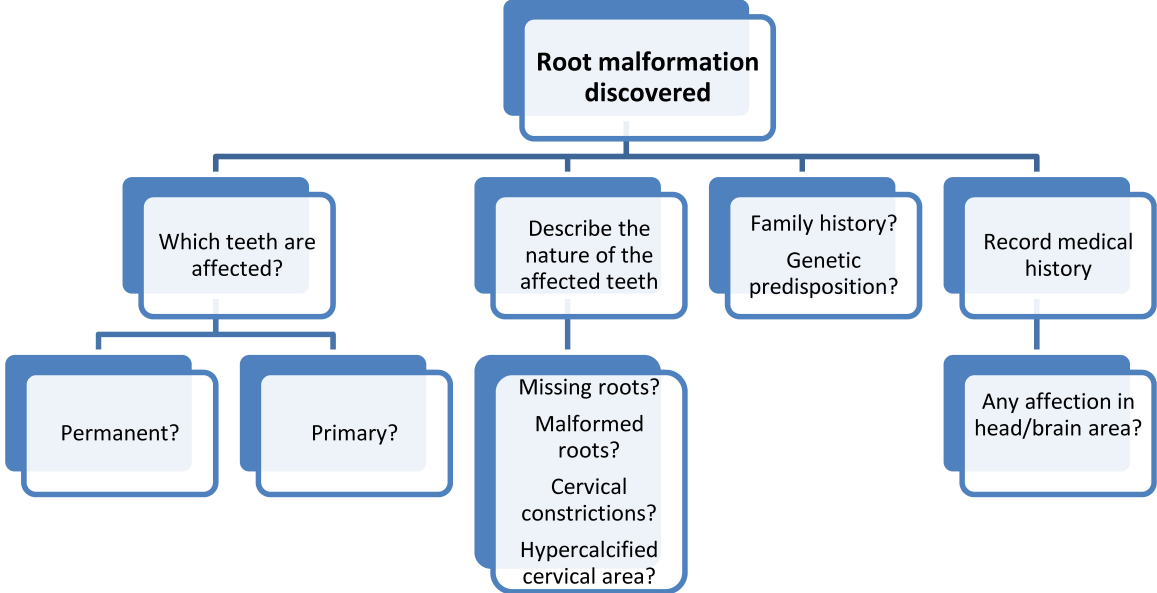 Root malformation
discovered
Which teeth are
affected?
Describe the
nature of the
affected teeth
Family history?
Genetic
predisposition?
Record medical
history
Permanent?
Primary?
Missing roots?
Malformed
roots?
Cervical
constrictions?
Hypercalcified
cervical area?
Any affection in
head/brain area?